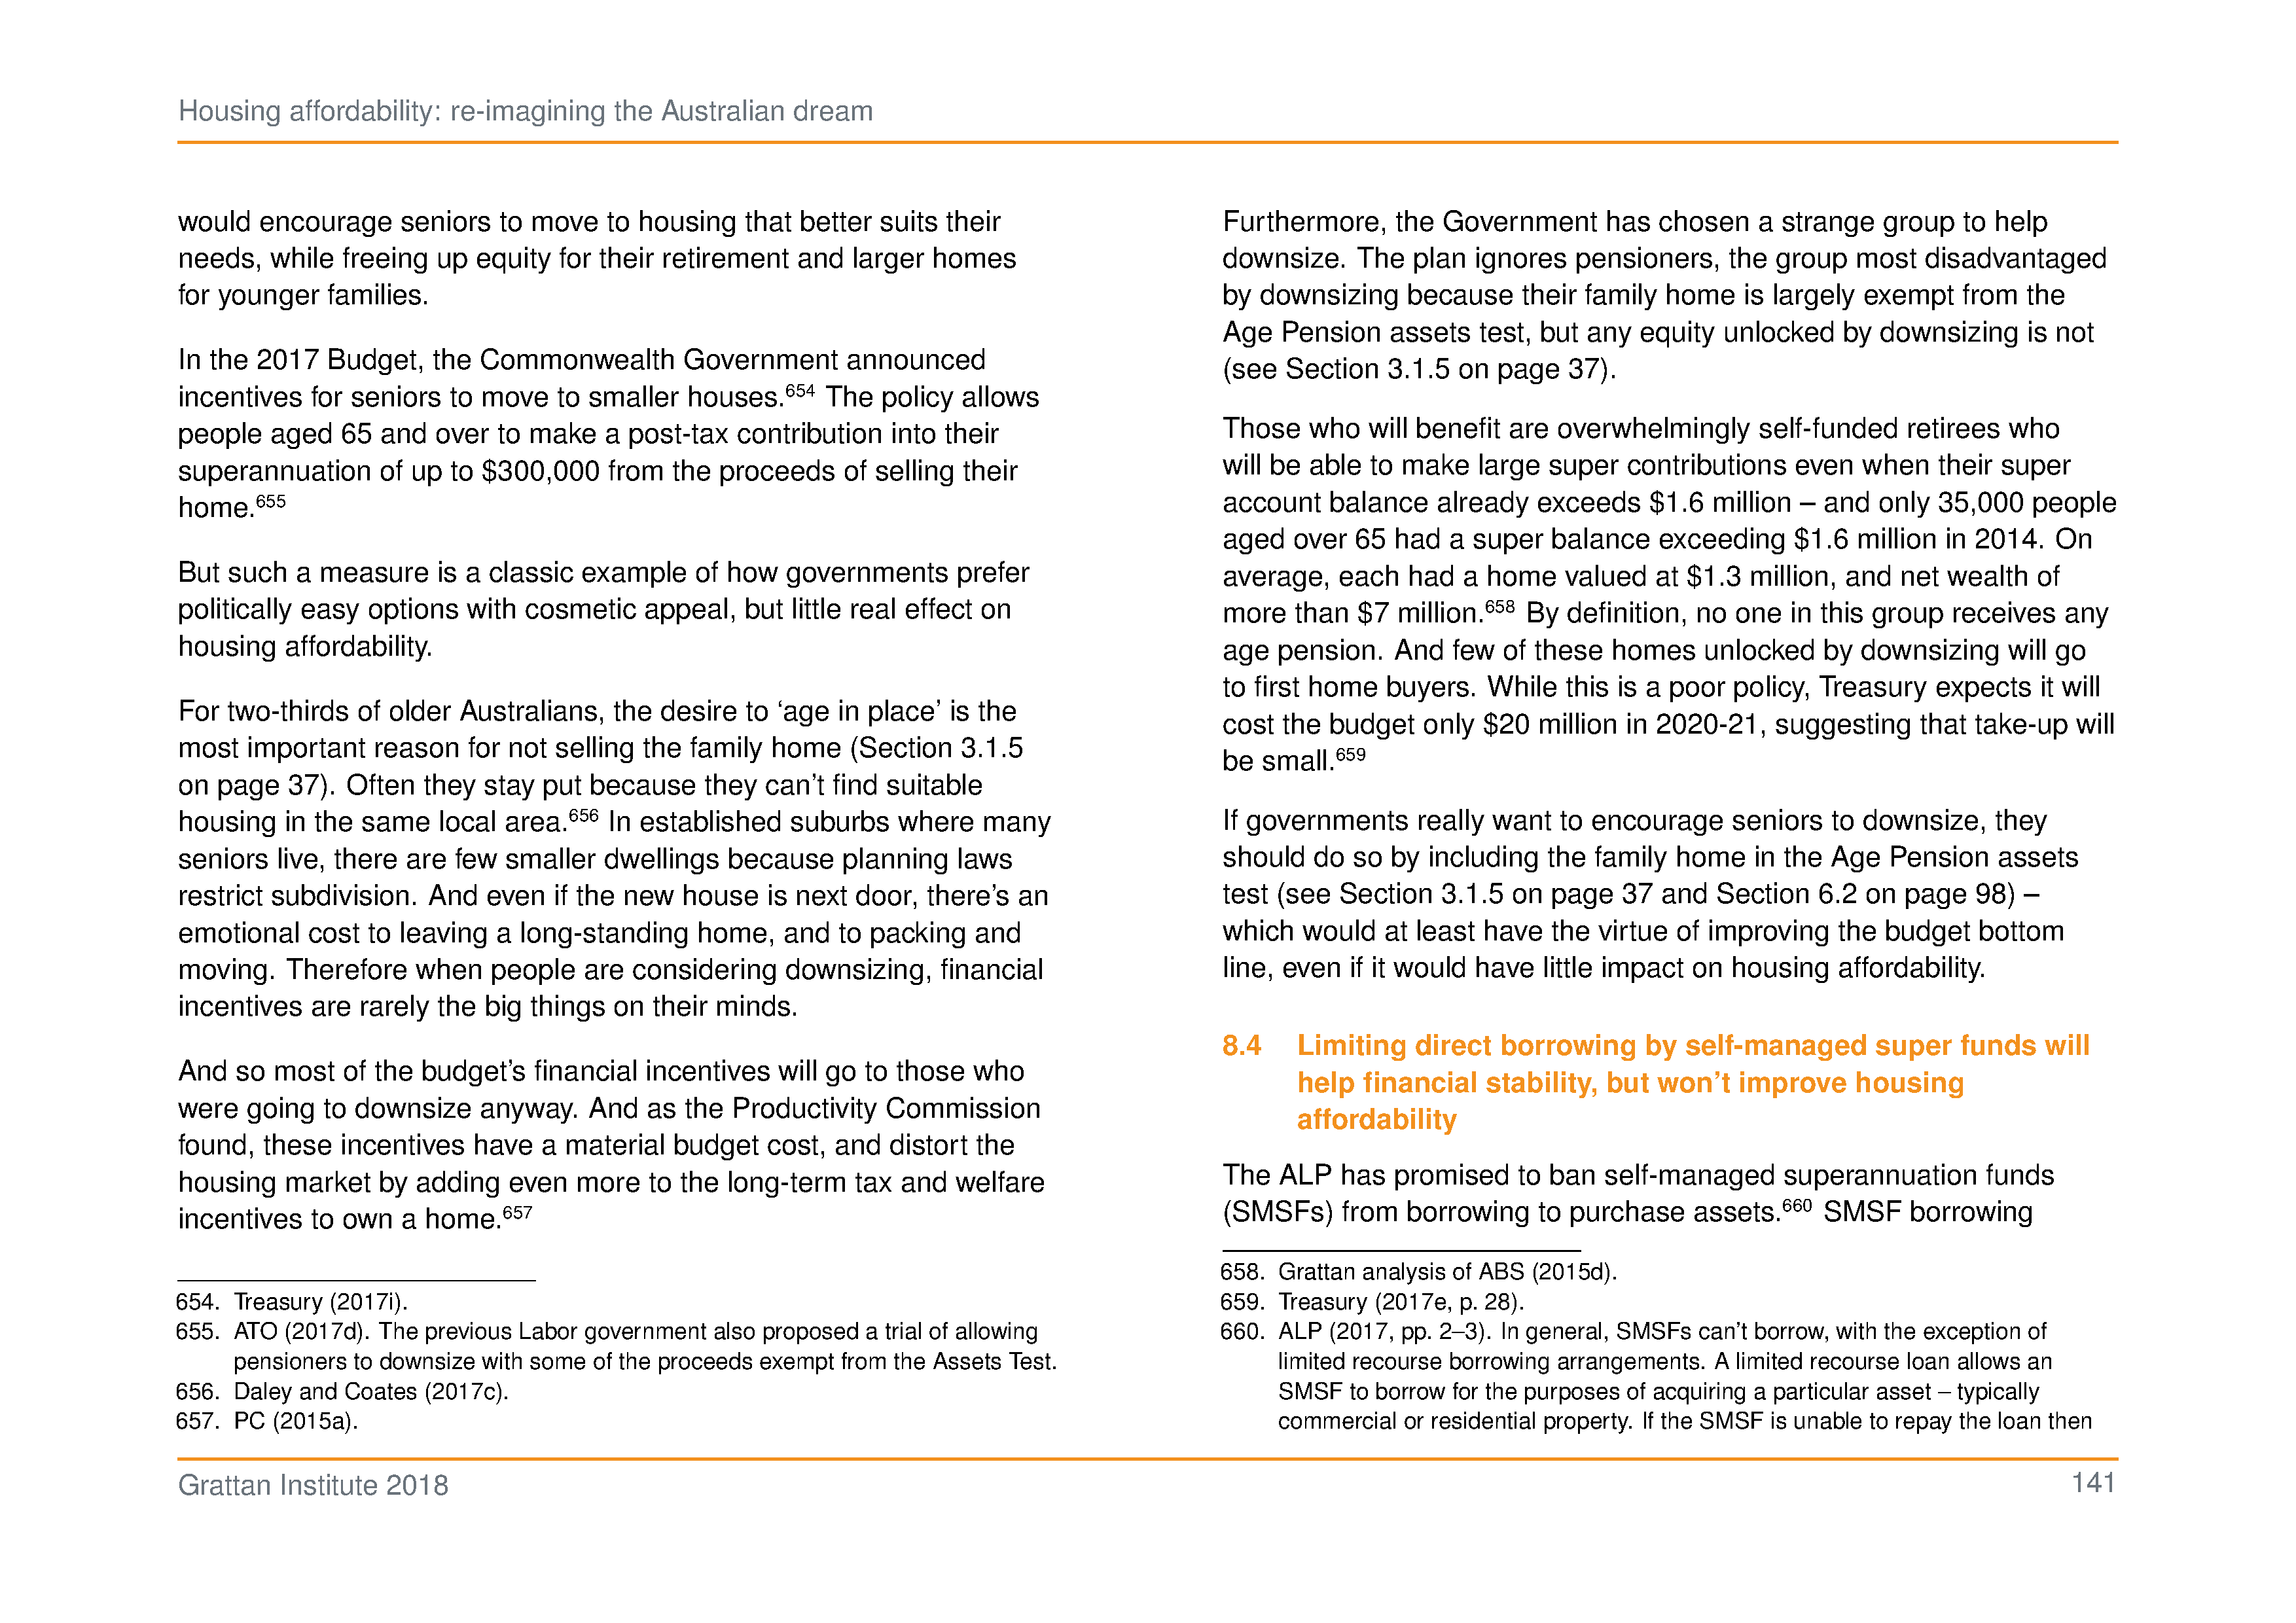 Housing affordability: re-imagining the Australian dream
would encourage seniors to move to housing that better suits their
needs, while freeing up equity for their retirement and larger homes
for younger families.
In the 2017 Budget, the Commonwealth Government announced
incentives for seniors to move to smaller houses.654 The policy allows
people aged 65 and over to make a post-tax contribution into their
superannuation of up to $300,000 from the proceeds of selling their
home.655
But such a measure is a classic example of how governments prefer
politically easy options with cosmetic appeal, but little real effect on
housing affordability.
For two-thirds of older Australians, the desire to ‘age in place’ is the
most important reason for not selling the family home (Section 3.1.5
on page 37). Often they stay put because they can’t find suitable
housing in the same local area.656 In established suburbs where many
seniors live, there are few smaller dwellings because planning laws
restrict subdivision. And even if the new house is next door, there’s an
emotional cost to leaving a long-standing home, and to packing and
moving. Therefore when people are considering downsizing, financial
incentives are rarely the big things on their minds.
And so most of the budget’s financial incentives will go to those who
were going to downsize anyway. And as the Productivity Commission
found, these incentives have a material budget cost, and distort the
housing market by adding even more to the long-term tax and welfare
incentives to own a home.657
654. Treasury (2017i).
655. ATO (2017d). The previous Labor government also proposed a trial of allowing
pensioners to downsize with some of the proceeds exempt from the Assets Test.
656. Daley and Coates (2017c).
657. PC (2015a).
Furthermore, the Government has chosen a strange group to help
downsize. The plan ignores pensioners, the group most disadvantaged
by downsizing because their family home is largely exempt from the
Age Pension assets test, but any equity unlocked by downsizing is not
(see Section 3.1.5 on page 37).
Those who will benefit are overwhelmingly self-funded retirees who
will be able to make large super contributions even when their super
account balance already exceeds $1.6 million – and only 35,000 people
aged over 65 had a super balance exceeding $1.6 million in 2014. On
average, each had a home valued at $1.3 million, and net wealth of
more than $7 million.658 By definition, no one in this group receives any
age pension. And few of these homes unlocked by downsizing will go
to first home buyers. While this is a poor policy, Treasury expects it will
cost the budget only $20 million in 2020-21, suggesting that take-up will
be small.659
If governments really want to encourage seniors to downsize, they
should do so by including the family home in the Age Pension assets
test (see Section 3.1.5 on page 37 and Section 6.2 on page 98) –
which would at least have the virtue of improving the budget bottom
line, even if it would have little impact on housing affordability.
8.4 Limiting direct borrowing by self-managed super funds will
help financial stability, but won’t improve housing
affordability
The ALP has promised to ban self-managed superannuation funds
(SMSFs) from borrowing to purchase assets.660 SMSF borrowing
658. Grattan analysis of ABS (2015d).
659. Treasury (2017e, p. 28).
660. ALP (2017, pp. 2–3). In general, SMSFs can’t borrow, with the exception of
limited recourse borrowing arrangements. A limited recourse loan allows an
SMSF to borrow for the purposes of acquiring a particular asset – typically
commercial or residential property. If the SMSF is unable to repay the loan then
Grattan Institute 2018
141